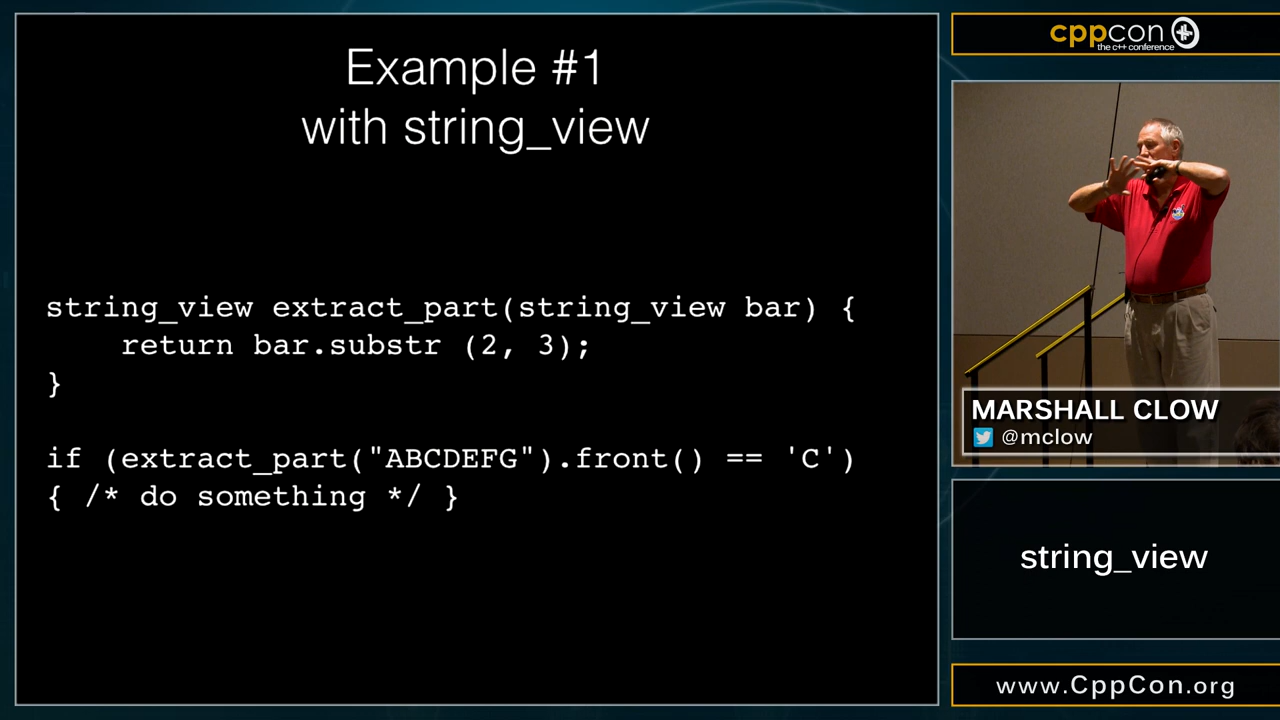 Example #1
with string_view
string_view extract_part(string_view bar) {
    return bar.substr (2, 3);
}
if (extract_part("ABCDEFG").front() == 'C')
{ /* do something */ }
cppcon
the c++ conference
MARSHALL CLOW
@mclow
string_view
www.CppCon.org